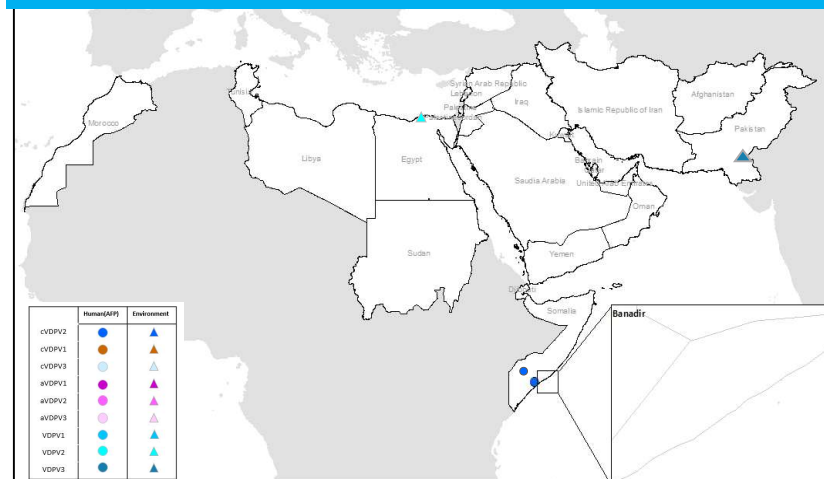 Tunisia
Syrian Arab Republic
Lebanon
Afghanistan
Iraq
Islamic Republic of Iran
Morocco
Palestine
Jordan
Pakistan
Libya
Egypt
Kuwait
Bahrain
Qatar
Saudia Arabia
United Arab Emirates
Oman
Sudan
Yemen
Djibouti
Somalia
Banadir
Human(AFP) Environment
cVDPV2
cVDPV1
cVDPV3
aVDPV1
aVDPV2
aVDPV3
VDPV1
VDPV2
VDPV3